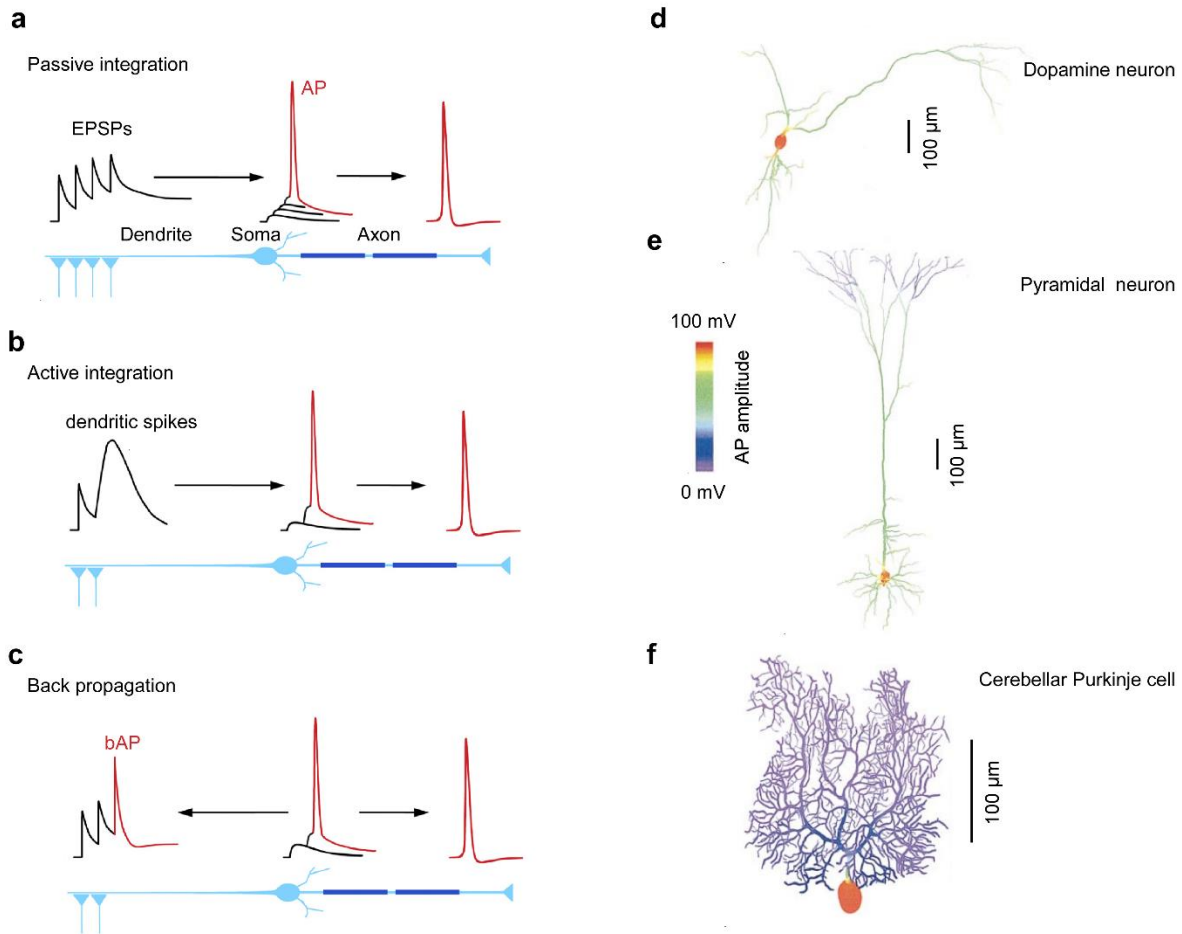 a
Passive integration
AP
EPSPs
Dendrite
Soma
Axon
b
Active integration
dendritic spikes
c
Back propagation
bAP
d
Dopamine neuron
100 µm
e
Pyramidal neuron
100 mV
AP amplitude
0 mV
100 µm
f
Cerebellar Purkinje cell
100 µm